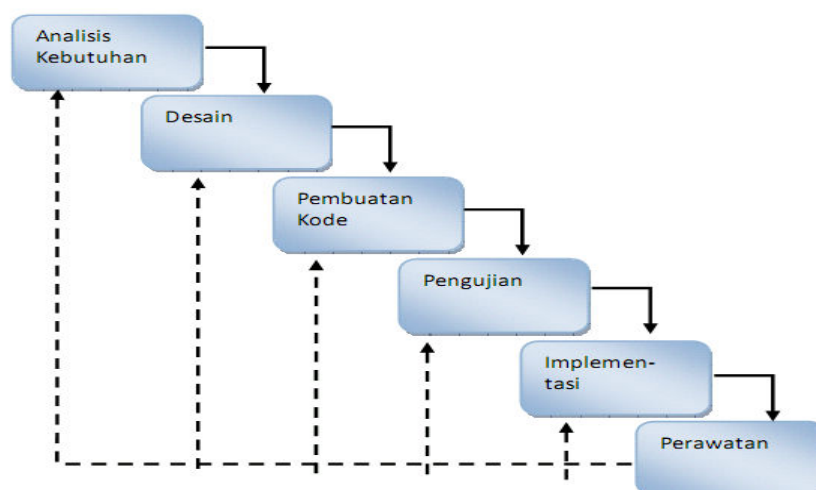 Analisis
Kebutuhan
Desain
Pembuatan
Kode
Pengujian
Implemen-
tasi
Perawatan